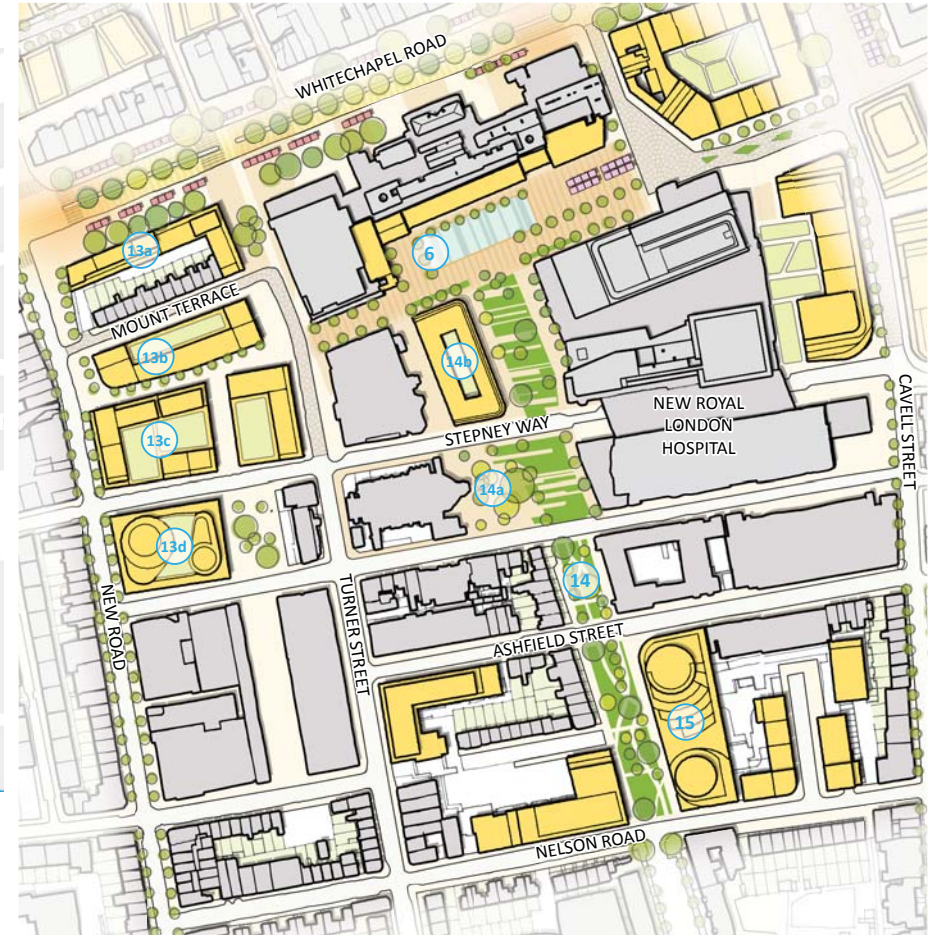 WHITECHAPEL ROAD
13a
6
MOUNT TERRACE
13b
14b
13c
STEPNEY WAY
NEW ROYAL
LONDON
HOSPITAL
CAVELL STREET
14a
13d
14
NEW ROAD
TURNER STREET
ASHFIELD STREET
15
NELSON ROAD